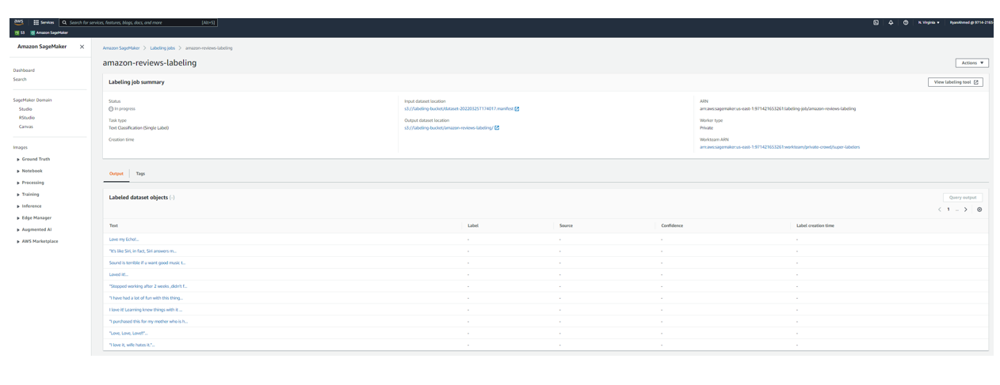 aws Services Search for services, features, blogs, docs, and more [Alt+S] N. Virginia RyanAhmed @ 9714-2165
S3 Amazon SageMaker
Amazon SageMaker
Dashboard
Search
SageMaker Domain
Studio
RStudio
Canvas
Images
Ground Truth
Notebook
Processing
Training
Inference
Edge Manager
Augmented AI
AWS Marketplace
Amazon SageMaker > Labeling jobs > amazon-reviews-labeling
amazon-reviews-labeling
Actions
Labeling job summary
View labeling tool
Status
In progress
Task type
Text Classification (Single Label)
Creation time
Input dataset location
s3://labeling-bucket/dataset-20220325T174017.manifest
Output dataset location
s3://labeling-bucket/amazon-reviews-labeling/
ARN
arn:aws:sagemaker:us-east-1:971421653261:labeling-job/amazon-reviews-labeling
Worker type
Private
Workteam ARN
arn:aws:sagemaker:us-east-1:971421653261:workteam/private-crowd/super-labelers
Output Tags
Labeled dataset objects (-)
Query output
< 1 ... >
Text Label Source Confidence Label creation time
Love my Echo!... - - - -
"It's like Siri, in fact, Siri answers m... - - - -
Sound is terrible if u want good music t... - - - -
Loved it!... - - - -
"Stopped working after 2 weeks ,didn't f... - - - -
"I have had a lot of fun with this thing... - - - -
I love it! Learning knew things with it ... - - - -
"I purchased this for my mother who is h... - - - -
"Love, Love, Love!!"... - - - -
"I love it, wife hates it."... - - - -